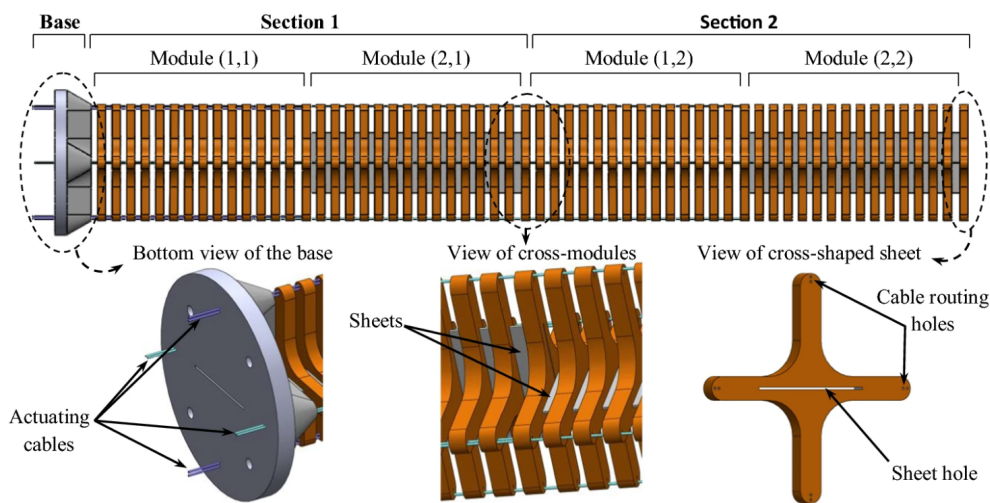 Base
Section 1
Section 2
Module (1,1)
Module (2,1)
Module (1,2)
Module (2,2)
Bottom view of the base
View of cross-modules
View of cross-shaped sheet
Sheets
Cable routing
holes
Actuating
cables
Sheet hole